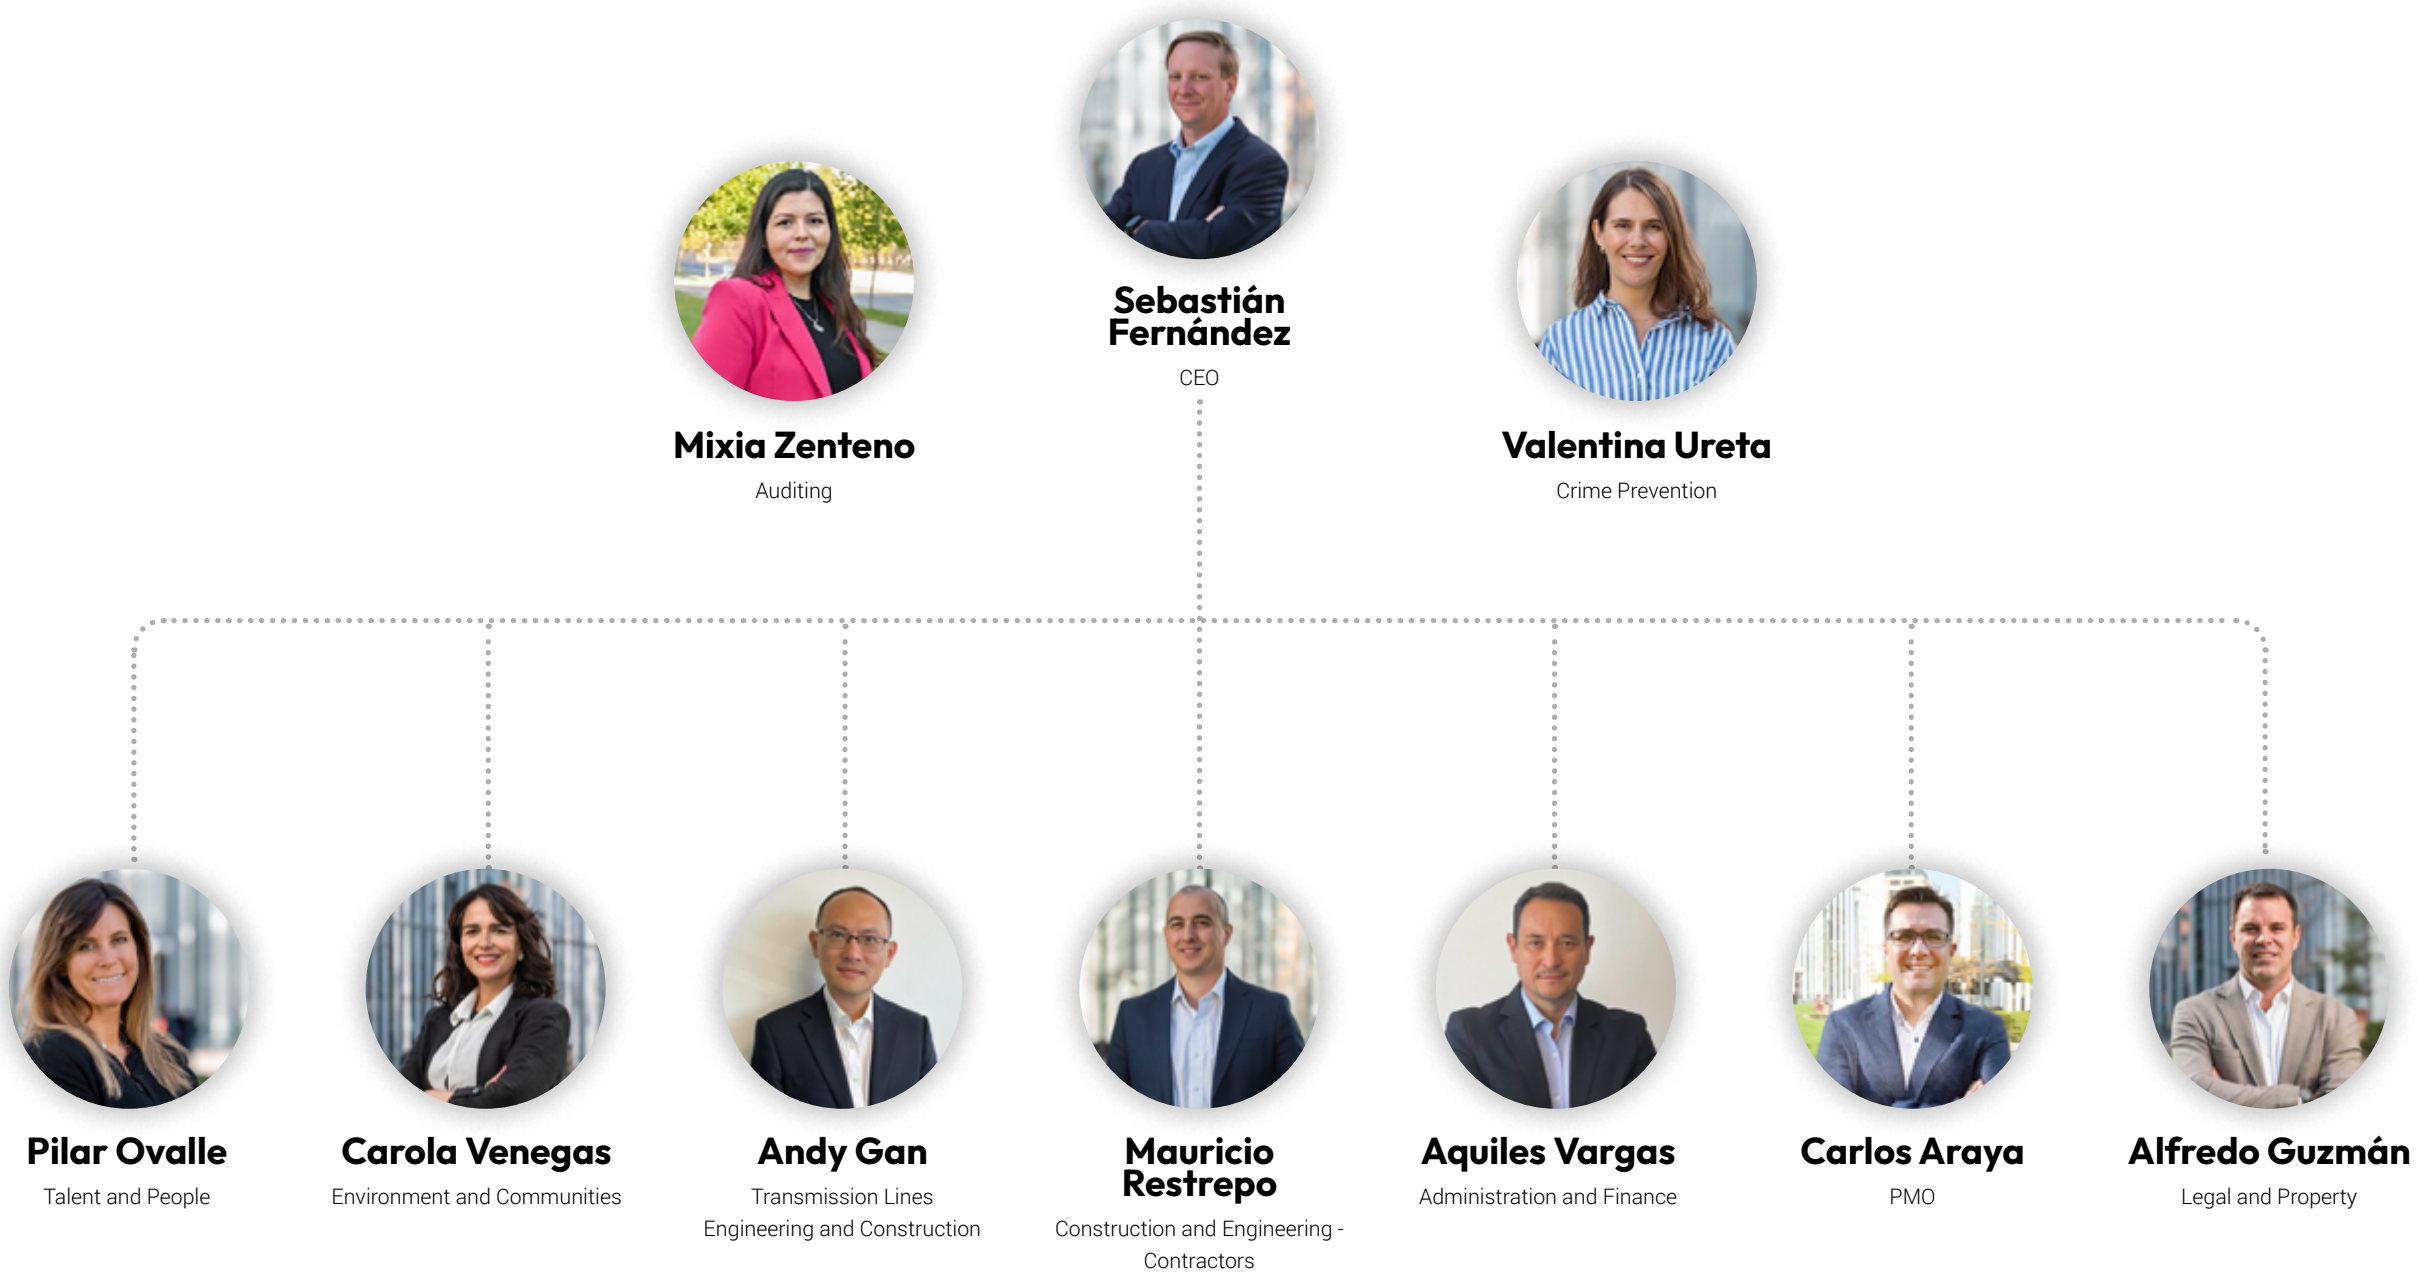 Sebastián
Fernández
CEO
Mixia Zenteno
Auditing
Valentina Ureta
Crime Prevention
Pilar Ovalle
Talent and People
Carola Venegas
Environment and Communities
Andy Gan
Transmission Lines
Engineering and Construction
Mauricio
Restrepo
Construction and Engineering -
Contractors
Aquiles Vargas
Administration and Finance
Carlos Araya
PMO
Alfredo Guzmán
Legal and Property